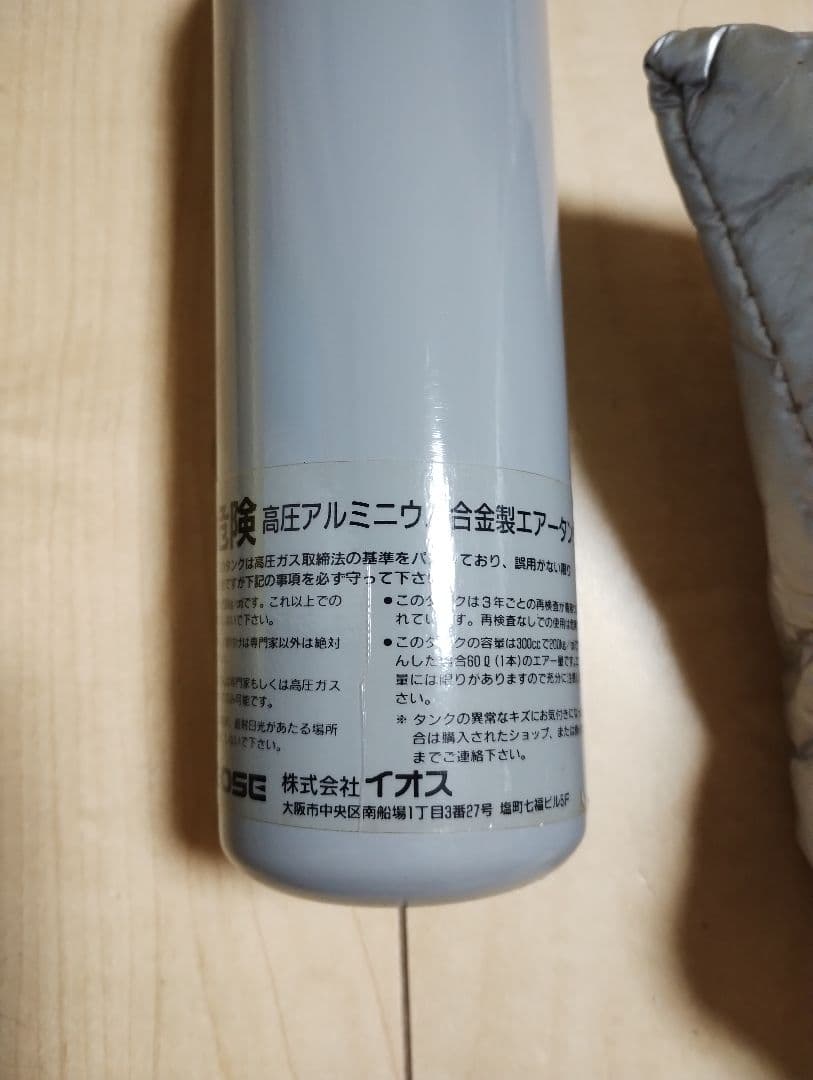 険 高圧アルミニウ 合金製エアータン
タンクは高圧ガス取締法の基準をパ ており、誤用がない限り
ですが下記の事項を必ず守って下さ
です。これ以上での
いで下さい。
は専門家以外は絶対
専門家もしくは高圧ガス
み可能です。
直射日光があたる場所
いで下さい。
●このタンクは3年ごとの再検査が
れています。再検査なしでの使用は
●このタンクの容量は300ccで200kg/
んした場合60ℓ(1本)のエアー量です。
量には限りがありますので充分に
さい。
※タンクの異常なキズにお気付きにな
合は購入されたショップ、または
までご連絡下さい。
OSE 株式会社イオス
大阪市中央区南船場1丁目3番27号 塩町七福ビル5F